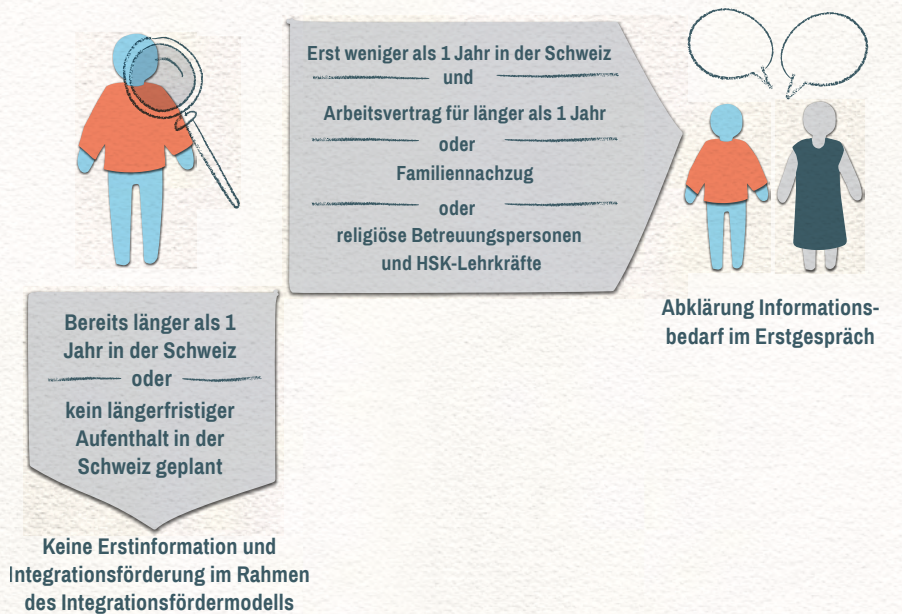 Erst weniger als 1 Jahr in der Schweiz
und
Arbeitsvertrag für länger als 1 Jahr
oder
Familiennachzug
oder
religiöse Betreuungspersonen
und HSK-Lehrkräfte
Abklärung Informations-
bedarf im Erstgespräch
Bereits länger als 1
Jahr in der Schweiz
oder
kein längerfristiger
Aufenthalt in der
Schweiz geplant
Keine Erstinformation und
Integrationsförderung im Rahmen
des Integrationsfördermodells